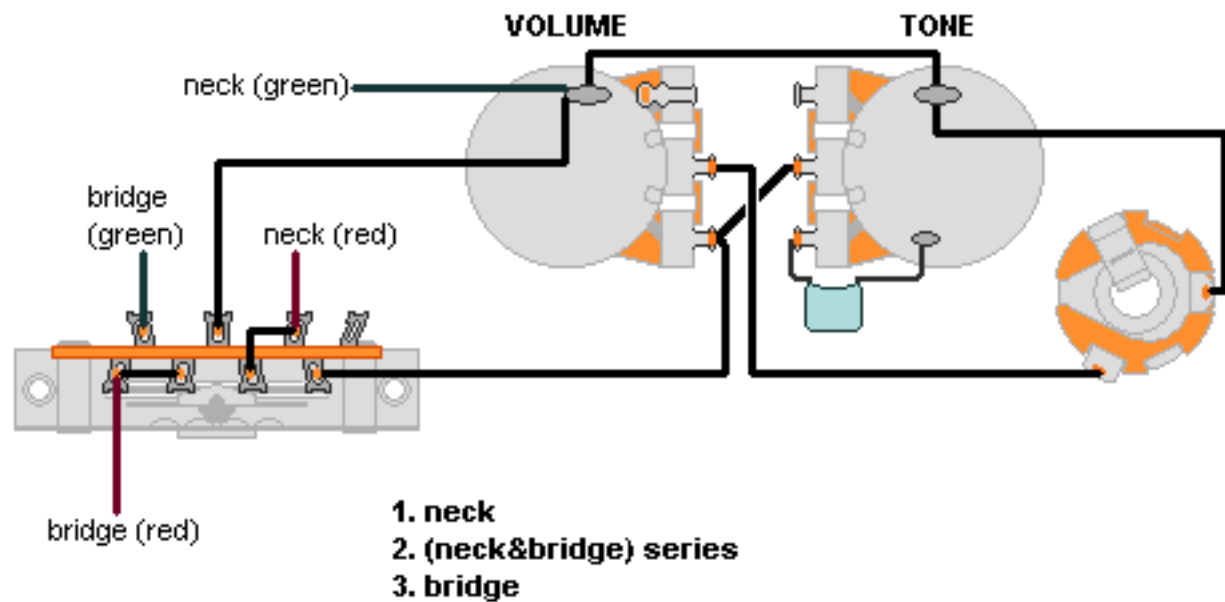 VOLUME
TONE
neck (green)
bridge
(green)
neck (red)
bridge (red)
1. neck
2. (neck&bridge) series
3. bridge